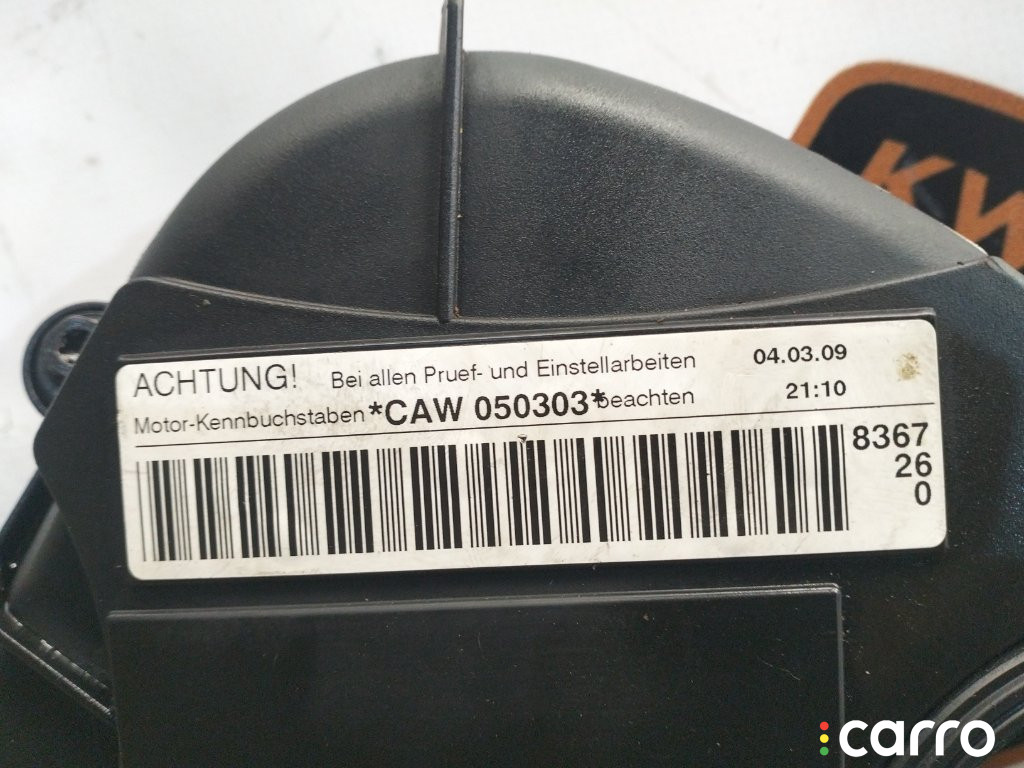 KW
ACHTUNG! Bei allen Pruef- und Einstellarbeiten 04.03.09
Motor-Kennbuchstaben *CAW 050303* beachten 21:10
8367
26
0
carro